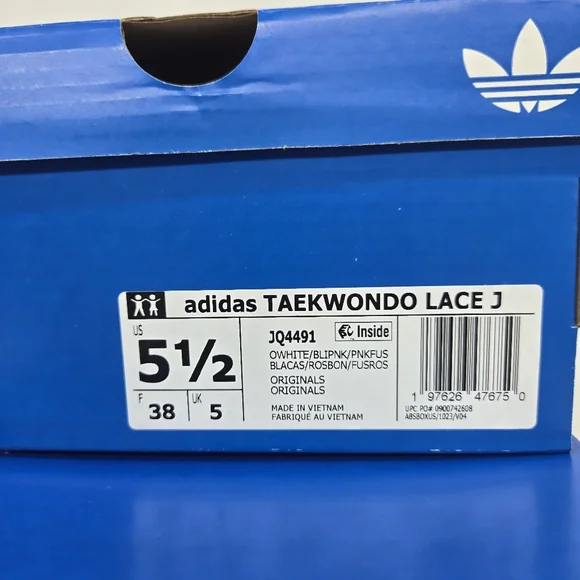 adidas TAEKWONDO LACE J
US
5½
F
38
UK
5
JQ4491
Inside
OWHITE/BLIPNK/PNKFUS
BLACAS/ROSBON/FUSROS
ORIGINALS
ORIGINALS
MADE IN VIETNAM
FABRIQUÉ AU VIETNAM
1 97626 47675 0
UPC PO# 0900742608
ABSBOXUS/1023/V04